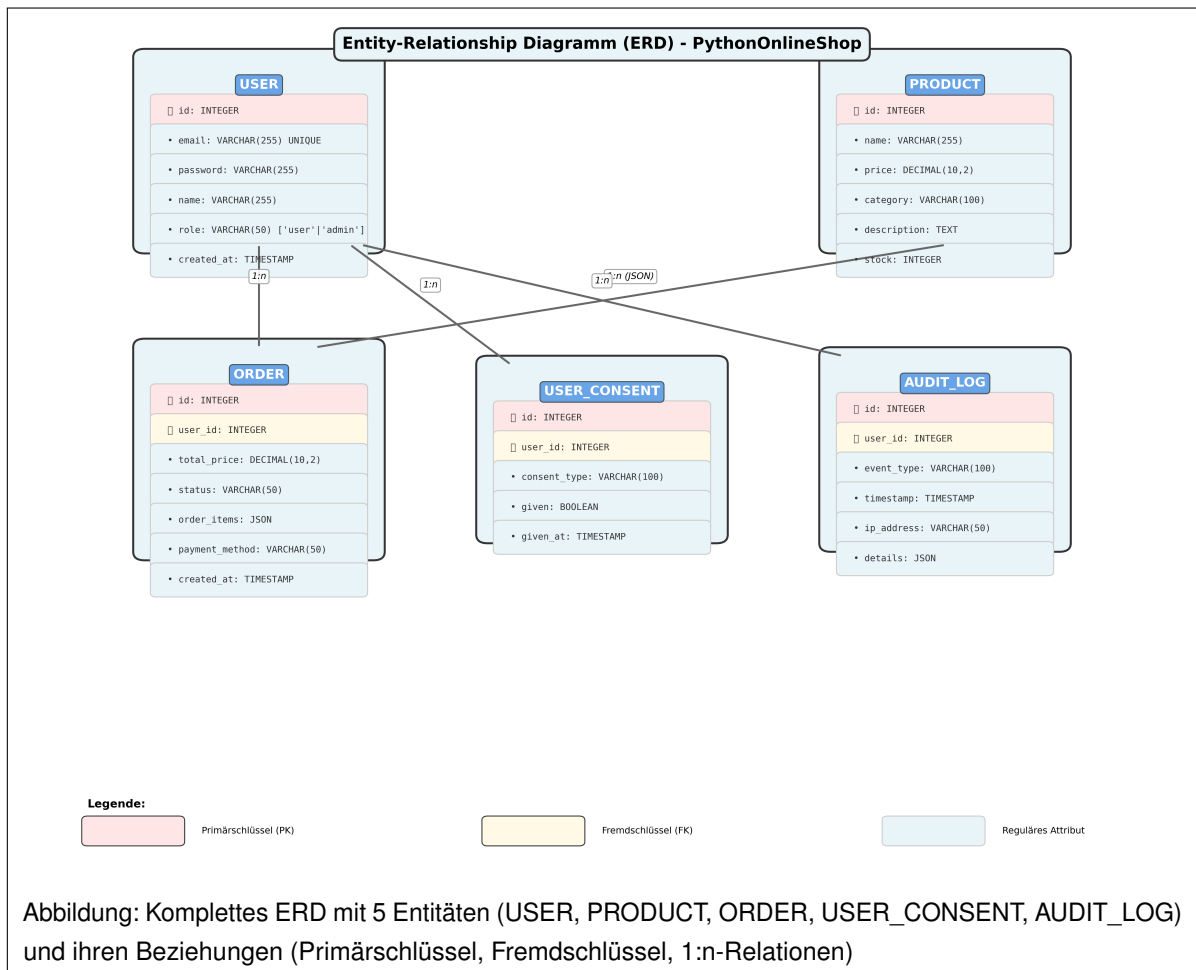 Entity-Relationship Diagramm (ERD) - PythonOnlineShop
USER
id: INTEGER
• email: VARCHAR(255) UNIQUE
• password: VARCHAR(255)
• name: VARCHAR(255)
• role: VARCHAR(50) ['user'|'admin']
• created_at: TIMESTAMP
PRODUCT
id: INTEGER
• name: VARCHAR(255)
• price: DECIMAL(10,2)
• category: VARCHAR(100)
• description: TEXT
• stock: INTEGER
1:n
1:n
1:n
1:n (JSON)
ORDER
id: INTEGER
user_id: INTEGER
• total_price: DECIMAL(10,2)
• status: VARCHAR(50)
• order_items: JSON
• payment_method: VARCHAR(50)
• created_at: TIMESTAMP
USER_CONSENT
id: INTEGER
user_id: INTEGER
• consent_type: VARCHAR(100)
• given: BOOLEAN
• given_at: TIMESTAMP
AUDIT_LOG
id: INTEGER
user_id: INTEGER
• event_type: VARCHAR(100)
• timestamp: TIMESTAMP
• ip_address: VARCHAR(50)
• details: JSON
Legende:
Primärschlüssel (PK)
Fremdschlüssel (FK)
Reguläres Attribut
Abbildung: Komplettes ERD mit 5 Entitäten (USER, PRODUCT, ORDER, USER_CONSENT, AUDIT_LOG)
und ihren Beziehungen (Primärschlüssel, Fremdschlüssel, 1:n-Relationen)